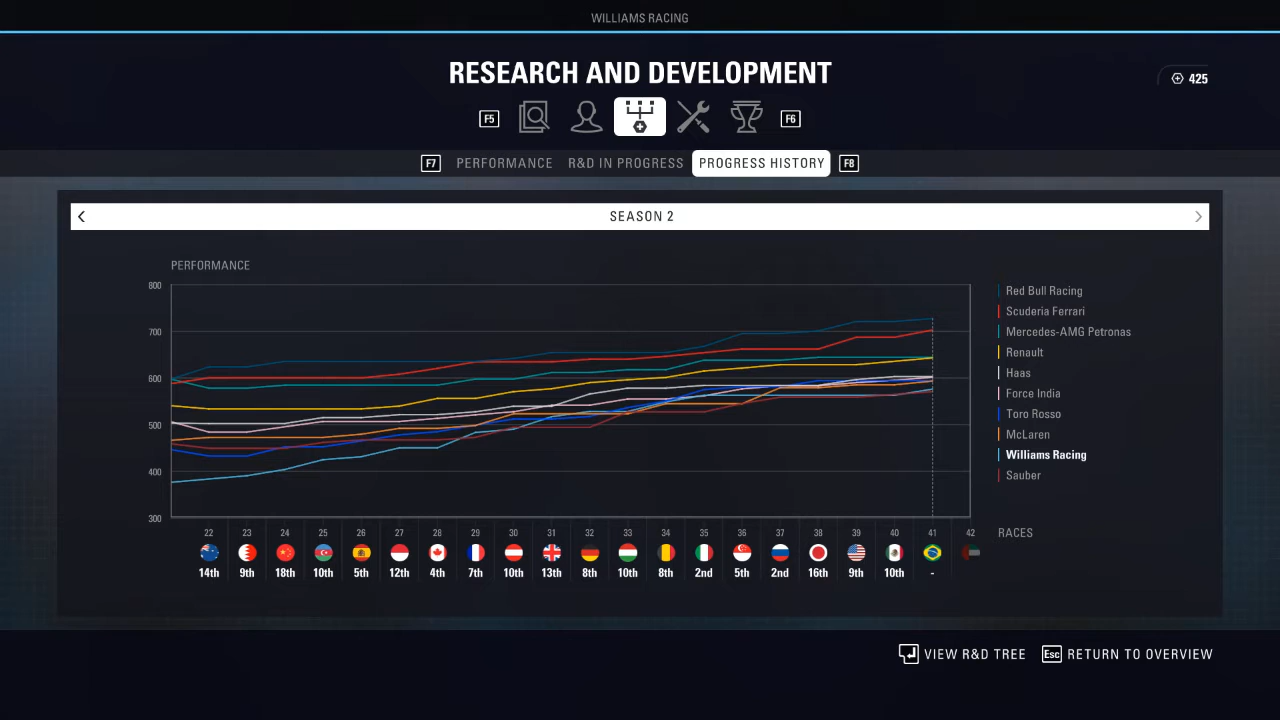 WILLIAMS RACING
RESEARCH AND DEVELOPMENT
425
F5 F6
F7 PERFORMANCE R&D IN PROGRESS PROGRESS HISTORY F8
SEASON 2
PERFORMANCE
800
700
600
500
400
300
Red Bull Racing
Scuderia Ferrari
Mercedes-AMG Petronas
Renault
Haas
Force India
Toro Rosso
McLaren
Williams Racing
Sauber
22 23 24 25 26 27 28 29 30 31 32 33 34 35 36 37 38 39 40 41 42 RACES
14th 9th 18th 10th 5th 12th 4th 7th 10th 13th 8th 10th 8th 2nd 5th 2nd 16th 9th 10th -
VIEW R&D TREE Esc RETURN TO OVERVIEW